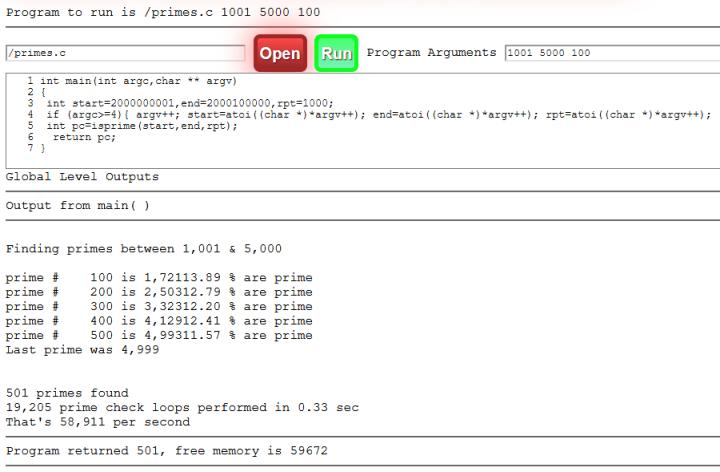 Program to run is /primes.c 1001 5000 100
/primes.c Open Run Program Arguments 1001 5000 100
1 int main(int argc,char ** argv)
2 {
3 int start=2000000001,end=2000100000,rpt=1000;
4 if (argc>=4){ argv++; start=atoi((char *)*argv++); end=atoi((char *)*argv++); rpt=atoi((char *)*argv++);
5 int pc=isprime(start,end,rpt);
6 return pc;
7 }
Global Level Outputs
Output from main( )
Finding primes between 1,001 & 5,000
prime # 100 is 1,72113.89 % are prime
prime # 200 is 2,50312.79 % are prime
prime # 300 is 3,32312.20 % are prime
prime # 400 is 4,12912.41 % are prime
prime # 500 is 4,99311.57 % are prime
Last prime was 4,999
501 primes found
19,205 prime check loops performed in 0.33 sec
That's 58,911 per second
Program returned 501, free memory is 59672